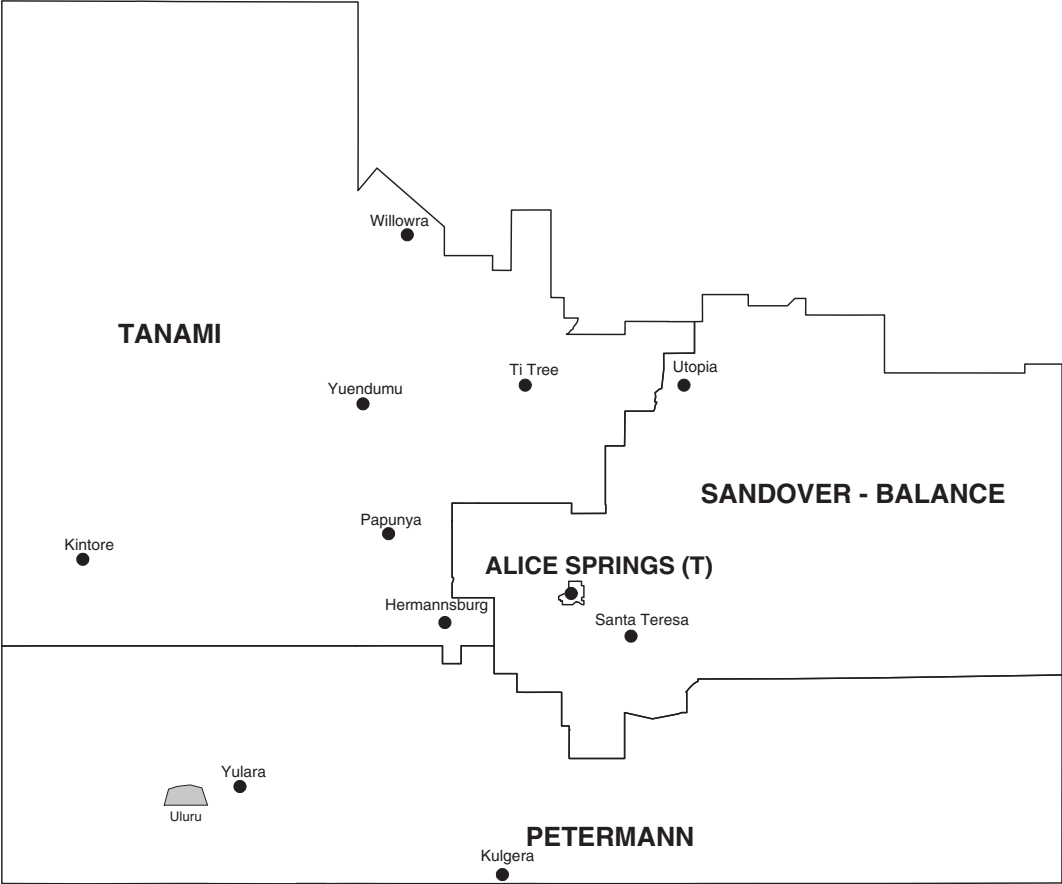 Willowra
TANAMI
Ti Tree
Utopia
Yuendumu
SANDOVER - BALANCE
Papunya
Kintore
ALICE SPRINGS (T)
Hermannsburg
Santa Teresa
Yulara
Uluru
PETERMANN
Kulgera